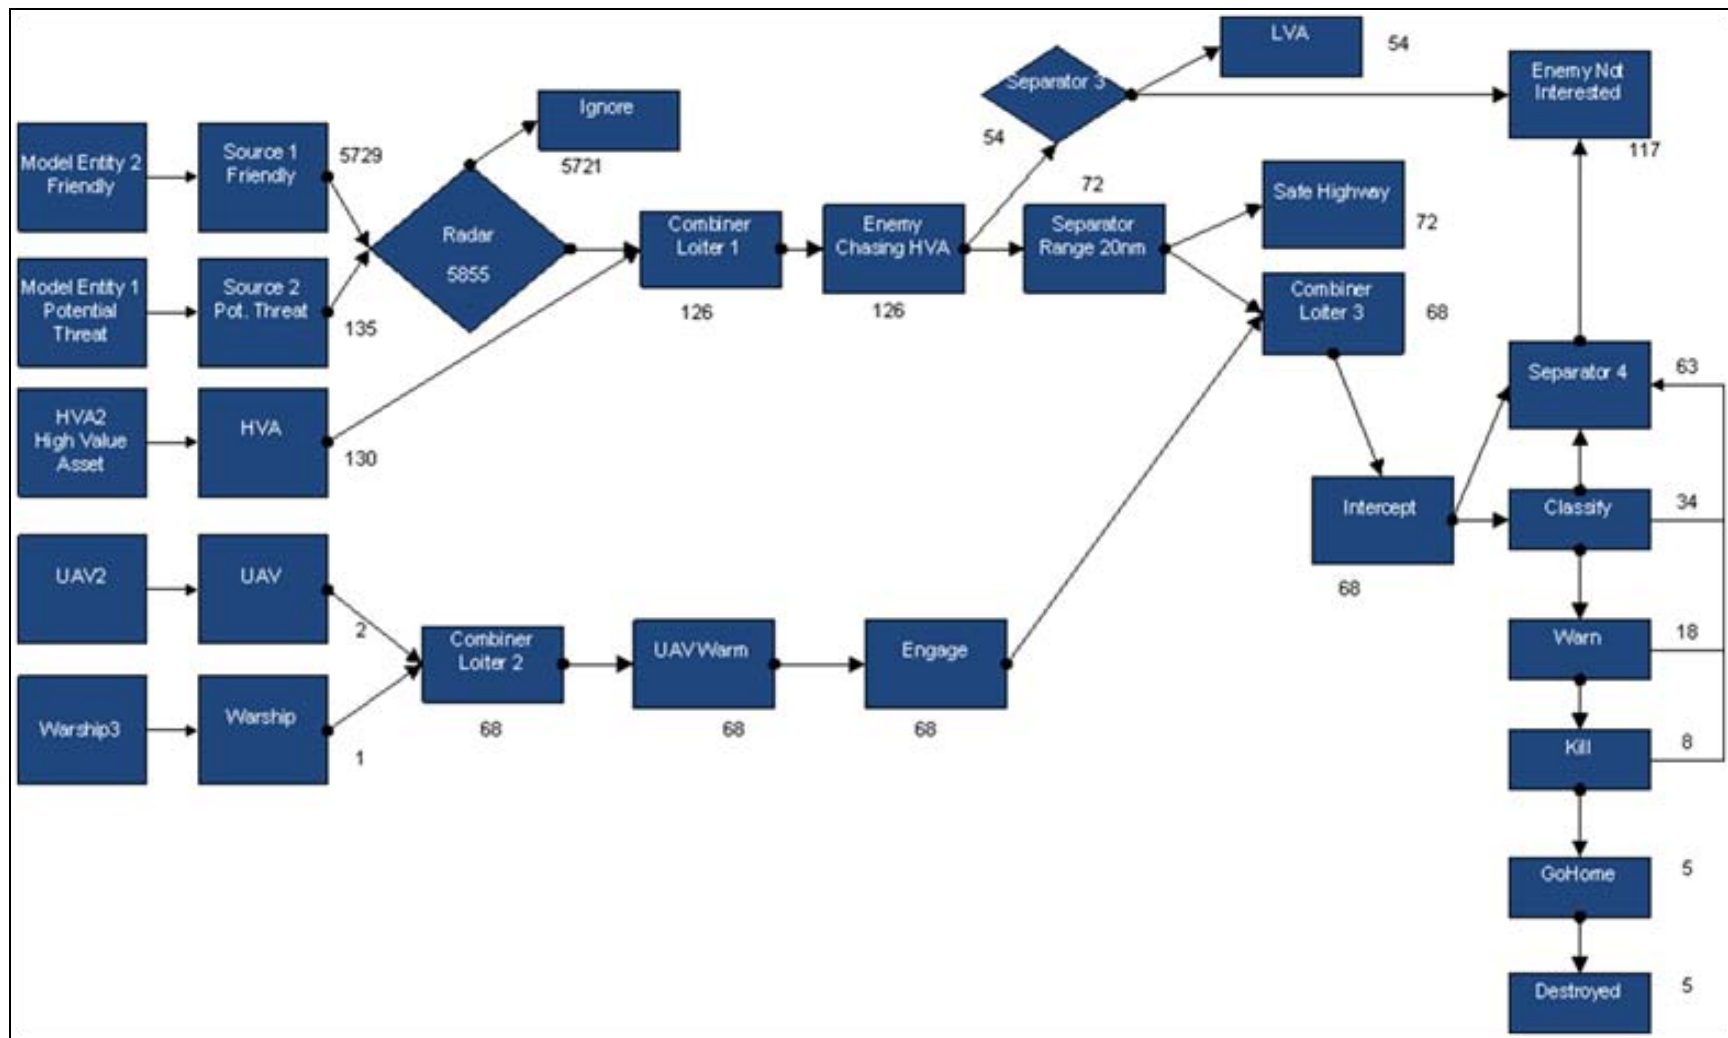 LVA
54
Separator 3
Enemy Not
Interested
Ignore
54
117
Model Entity 2
Friendly
Source 1
Friendly
5729
5721
72
Safe Highway
72
Radar
5855
Combiner
Loiter 1
126
Enemy
Chasing HVA
126
Separator
Range 20nm
Model Entity 1
Potential
Threat
Source 2
Pot. Threat
135
Combiner
Loiter 3
68
Separator 4
63
HVA2
High Value
Asset
HVA
130
Intercept
68
Classify
34
UAV2
UAV
2
Combiner
Loiter 2
68
UAV Warm
68
Engage
68
Warn
18
Warship3
Warship
1
Kill
8
GoHome
5
Destroyed
5